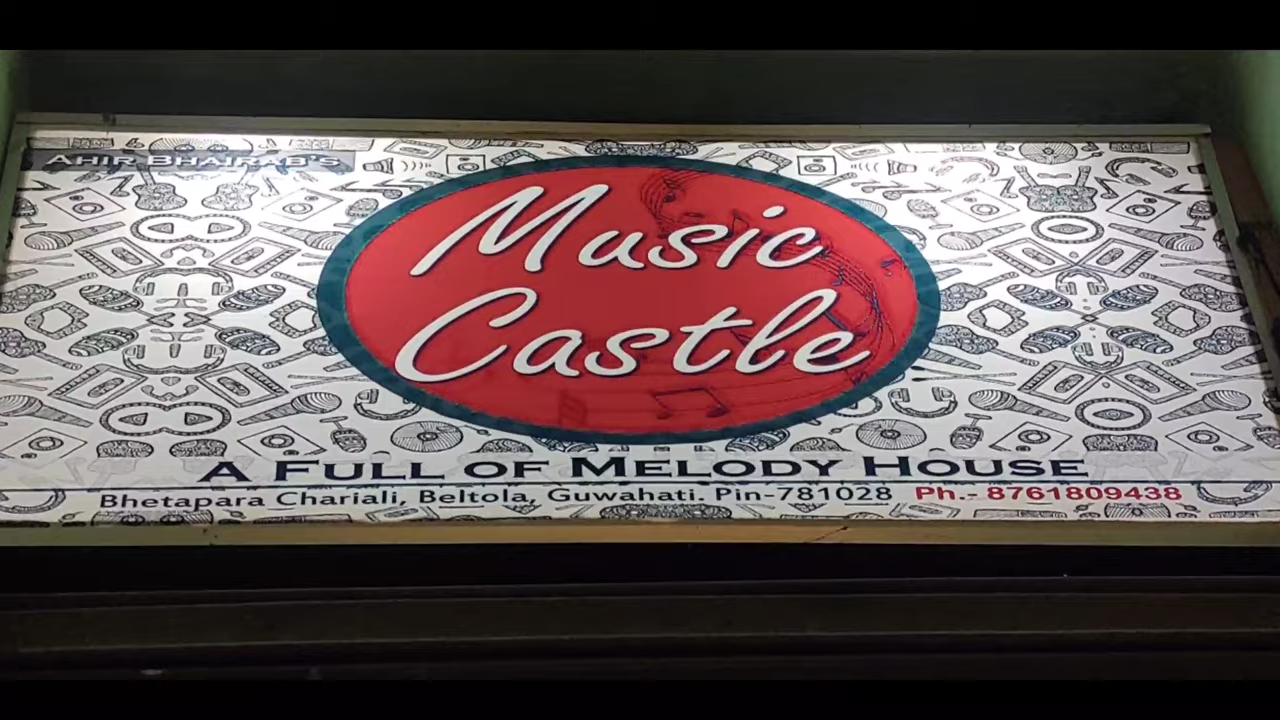 AHIR BHAIRAB'S
Music
Castle
A FULL OF MELODY HOUSE
Bhetapara Chariali, Beltola, Guwahati. Pin-781028 Ph.- 8761809438